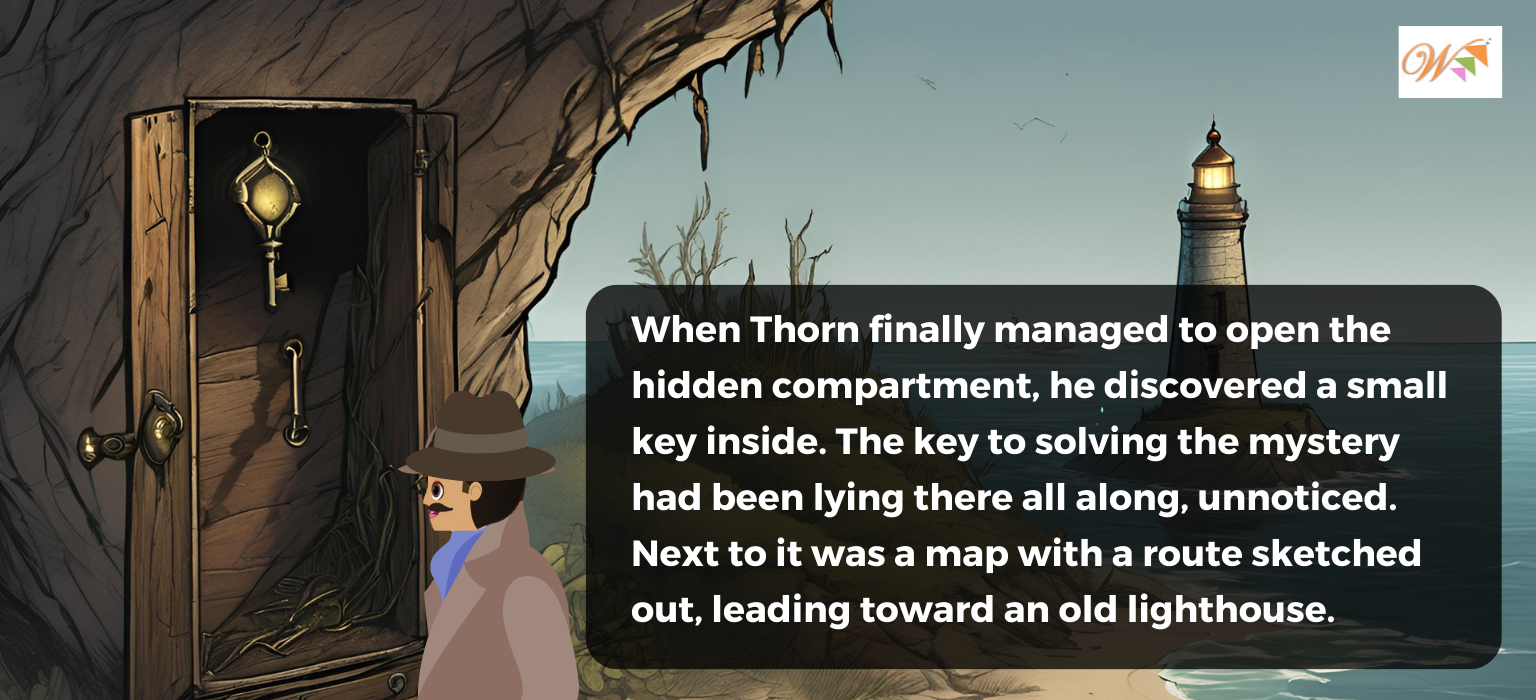 W
When Thorn finally managed to open the
hidden compartment, he discovered a small
key inside. The key to solving the mystery
had been lying there all along, unnoticed.
Next to it was a map with a route sketched
out, leading toward an old lighthouse.